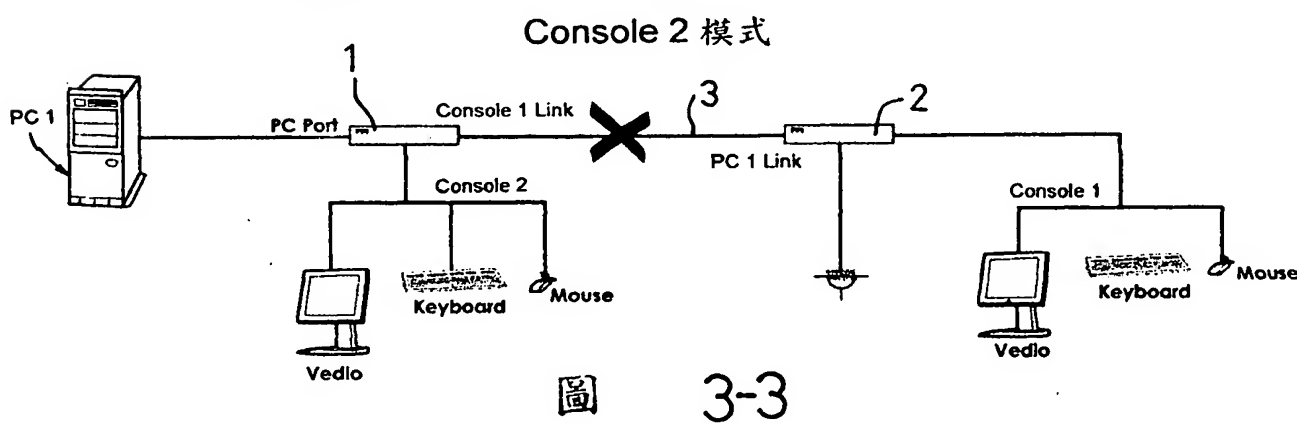 Console 2 模式
1
PC 1
PC Port
Console 1 Link
3
2
PC 1 Link
Console 2
Console 1
Keyboard
Mouse
Vedio
Keyboard
Mouse
Vedio
圖 3-3